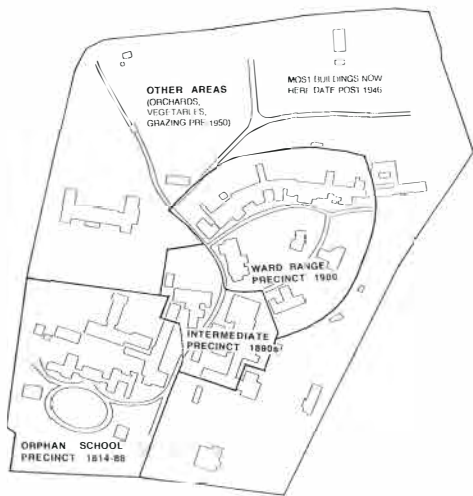 OTHER AREAS
(ORCHARDS,
VEGETABLES,
GRAZING PRE 1950)
MOST BUILDINGS NOW
HERE DATE POST 1946
WARD RANGE
PRECINCT 1900
INTERMEDIATE
PRECINCT 1890s
ORPHAN SCHOOL
PRECINCT 1814-88